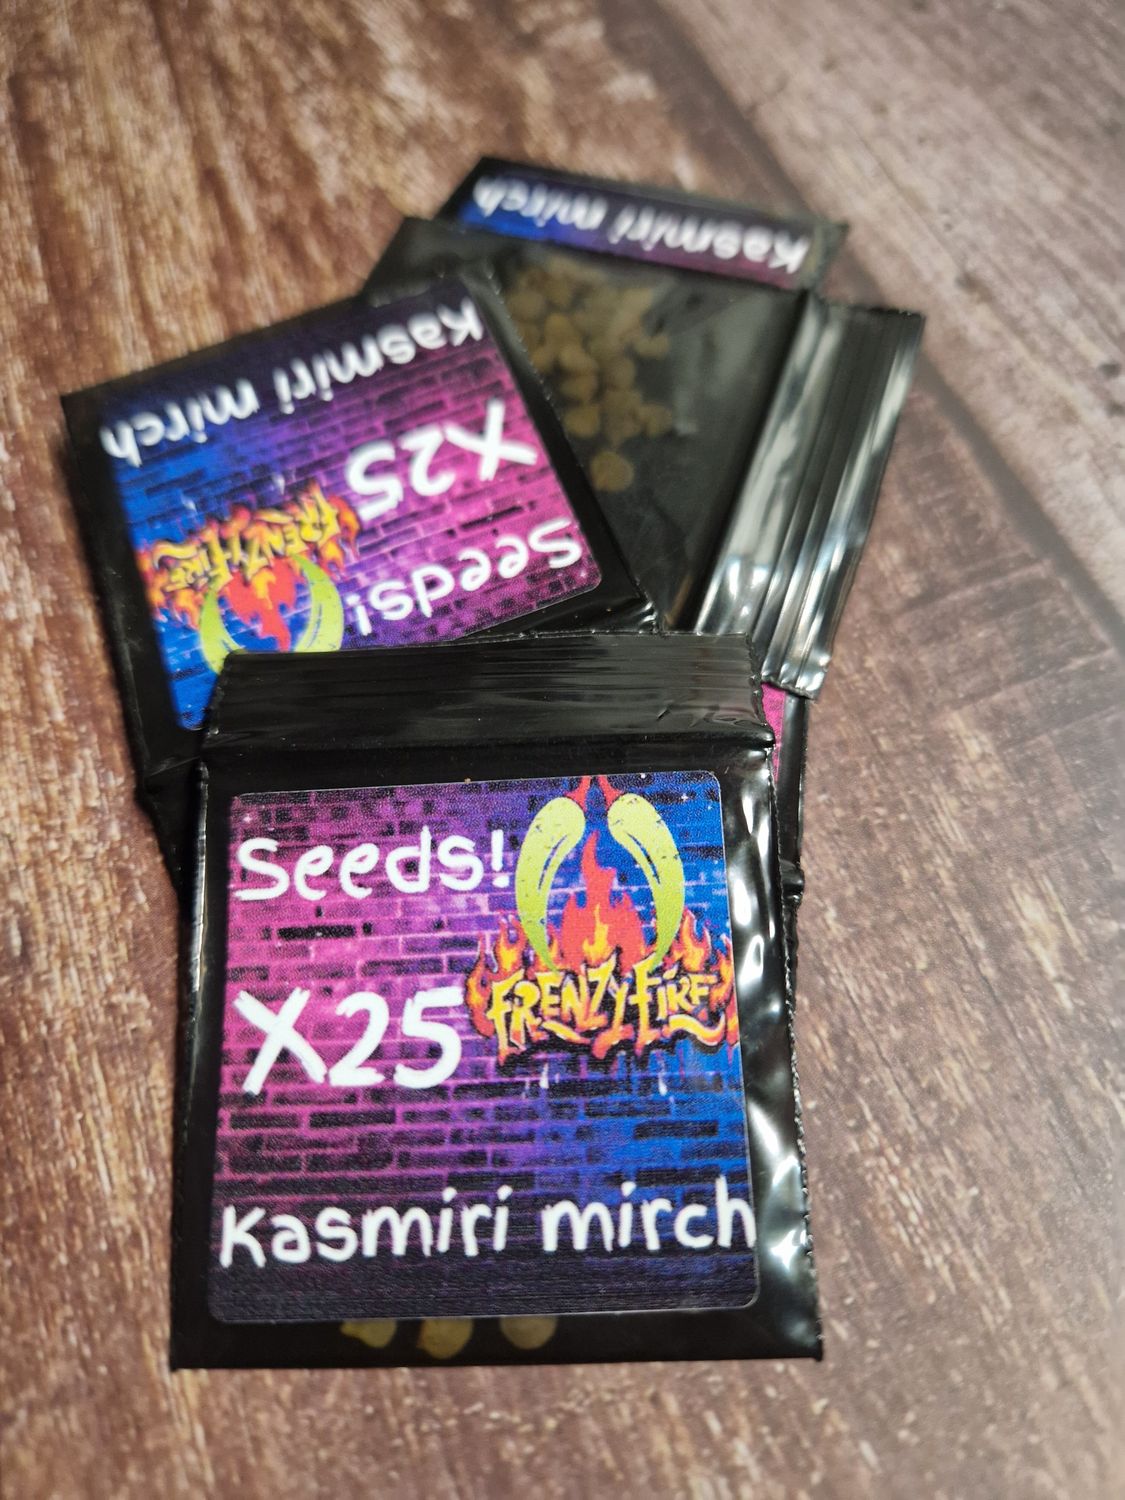 Kasmiri mirch
Kasmiri mirch
X25
FRENZY FIRE
Seeds!
Seeds!
FRENZY FIRE
X25
Kasmiri mirch